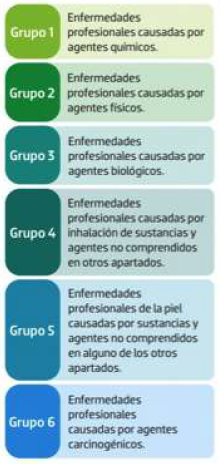 Grupo 1
Enfermedades
profesionales causadas por
agentes químicos.
Grupo 2
Enfermedades
profesionales causadas por
agentes físicos.
Grupo 3
Enfermedades
profesionales causadas por
agentes biológicos.
Grupo 4
Enfermedades
profesionales causadas por
inhalación de sustancias y
agentes no comprendidos
en otros apartados.
Grupo 5
Enfermedades
profesionales de la piel
causadas por sustancias y
agentes no comprendidos
en alguno de los otros
apartados.
Grupo 6
Enfermedades
profesionales
causadas por agentes
carcinogénicos.